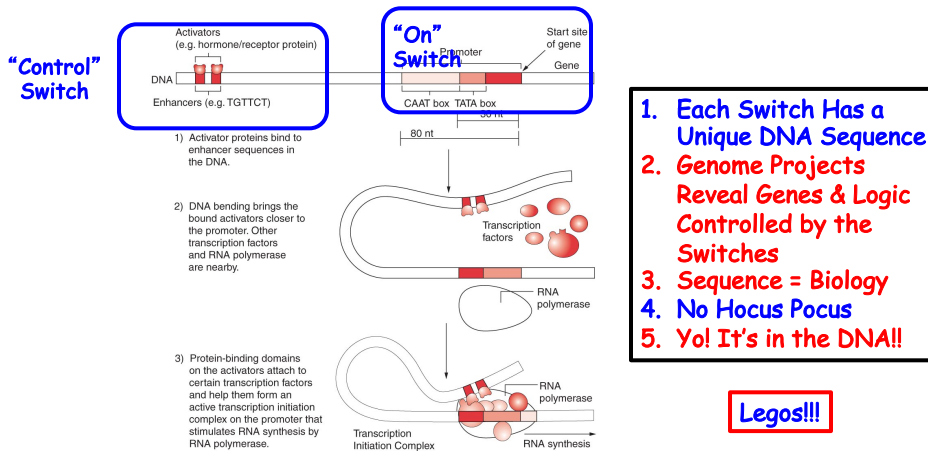 “Control”
Switch
Activators
(e.g. hormone/receptor protein)
DNA
Enhancers (e.g. TGTTCT)
“On”
Switch
Promoter
Start site
of gene
Gene
CAAT box
TATA box
30 nt
80 nt
1) Activator proteins bind to
enhancer sequences in
the DNA.
2) DNA bending brings the
bound activators closer to
the promoter. Other
transcription factors
and RNA polymerase
are nearby.
Transcription
factors
RNA
polymerase
3) Protein-binding domains
on the activators attach to
certain transcription factors
and help them form an
active transcription initiation
complex on the promoter that
stimulates RNA synthesis by
RNA polymerase.
RNA
polymerase
Transcription
Initiation Complex
RNA synthesis
1. Each Switch Has a
Unique DNA Sequence
2. Genome Projects
Reveal Genes & Logic
Controlled by the
Switches
3. Sequence = Biology
4. No Hocus Pocus
5. Yo! It’s in the DNA!!
Legos!!!